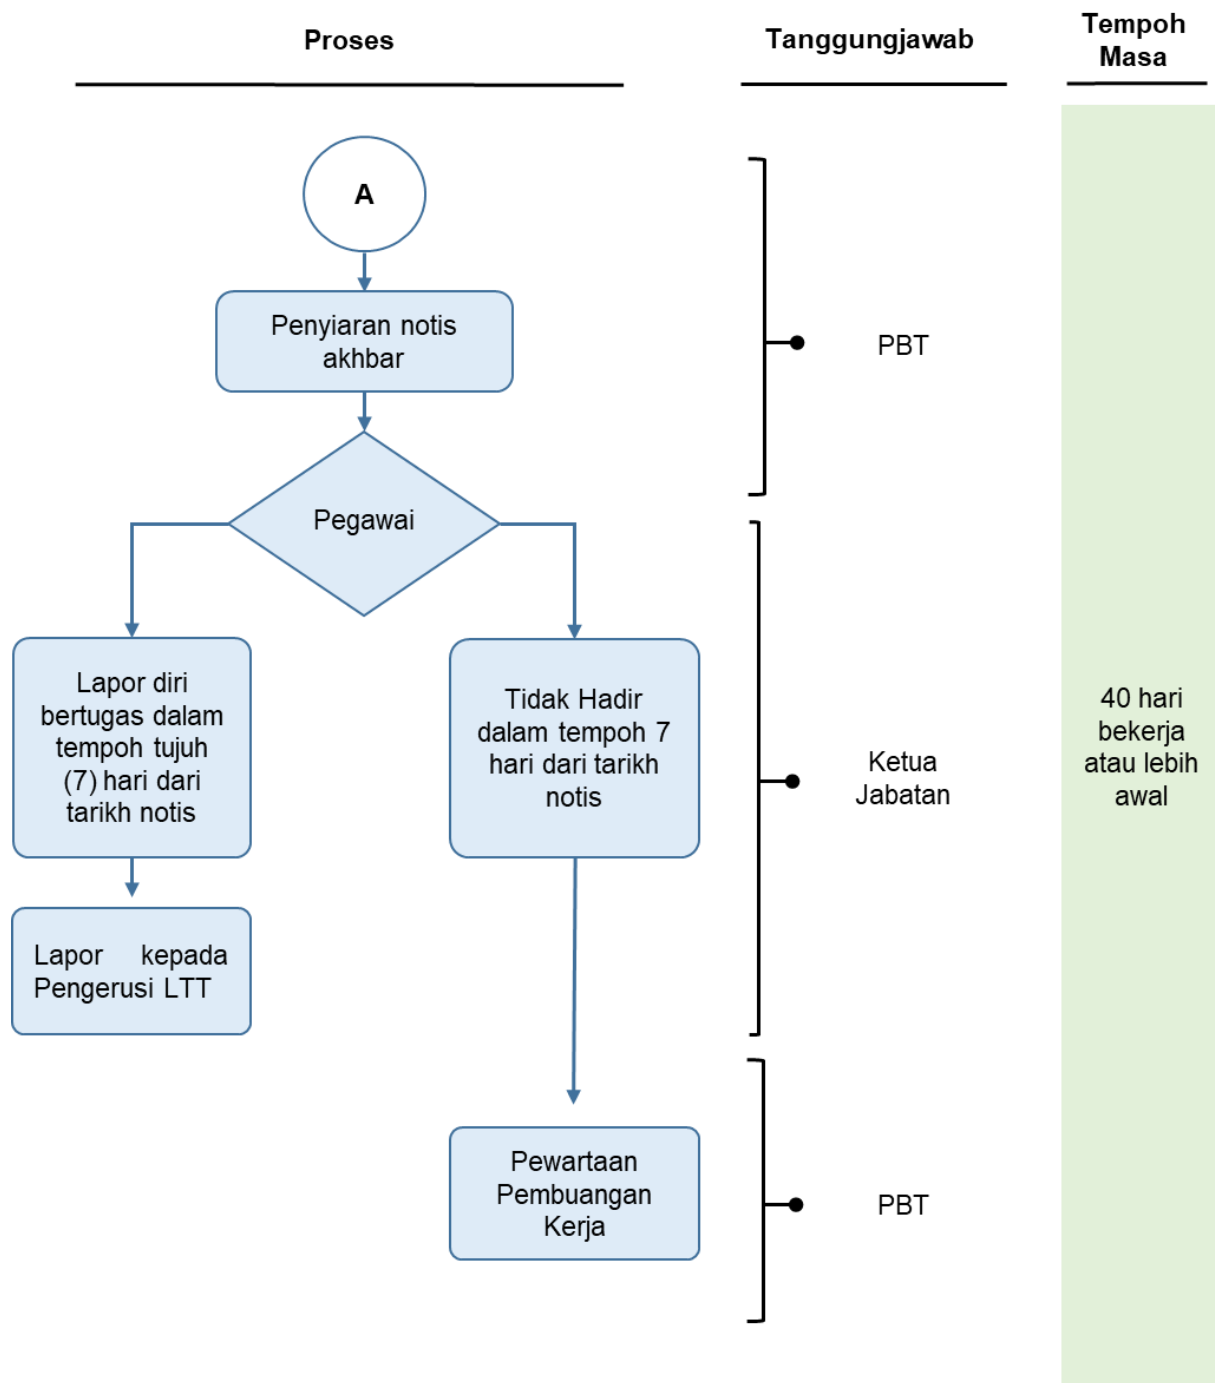 Proses
Tanggungjawab
Tempoh
Masa
A
Penyiaran notis
akhbar
PBT
Pegawai
Lapor diri
bertugas dalam
tempoh tujuh
(7) hari dari
tarikh notis
Tidak Hadir
dalam tempoh 7
hari dari tarikh
notis
Ketua
Jabatan
40 hari
bekerja
atau lebih
awal
Lapor kepada
Pengerusi LTT
Pewartaan
Pembuangan
Kerja
PBT